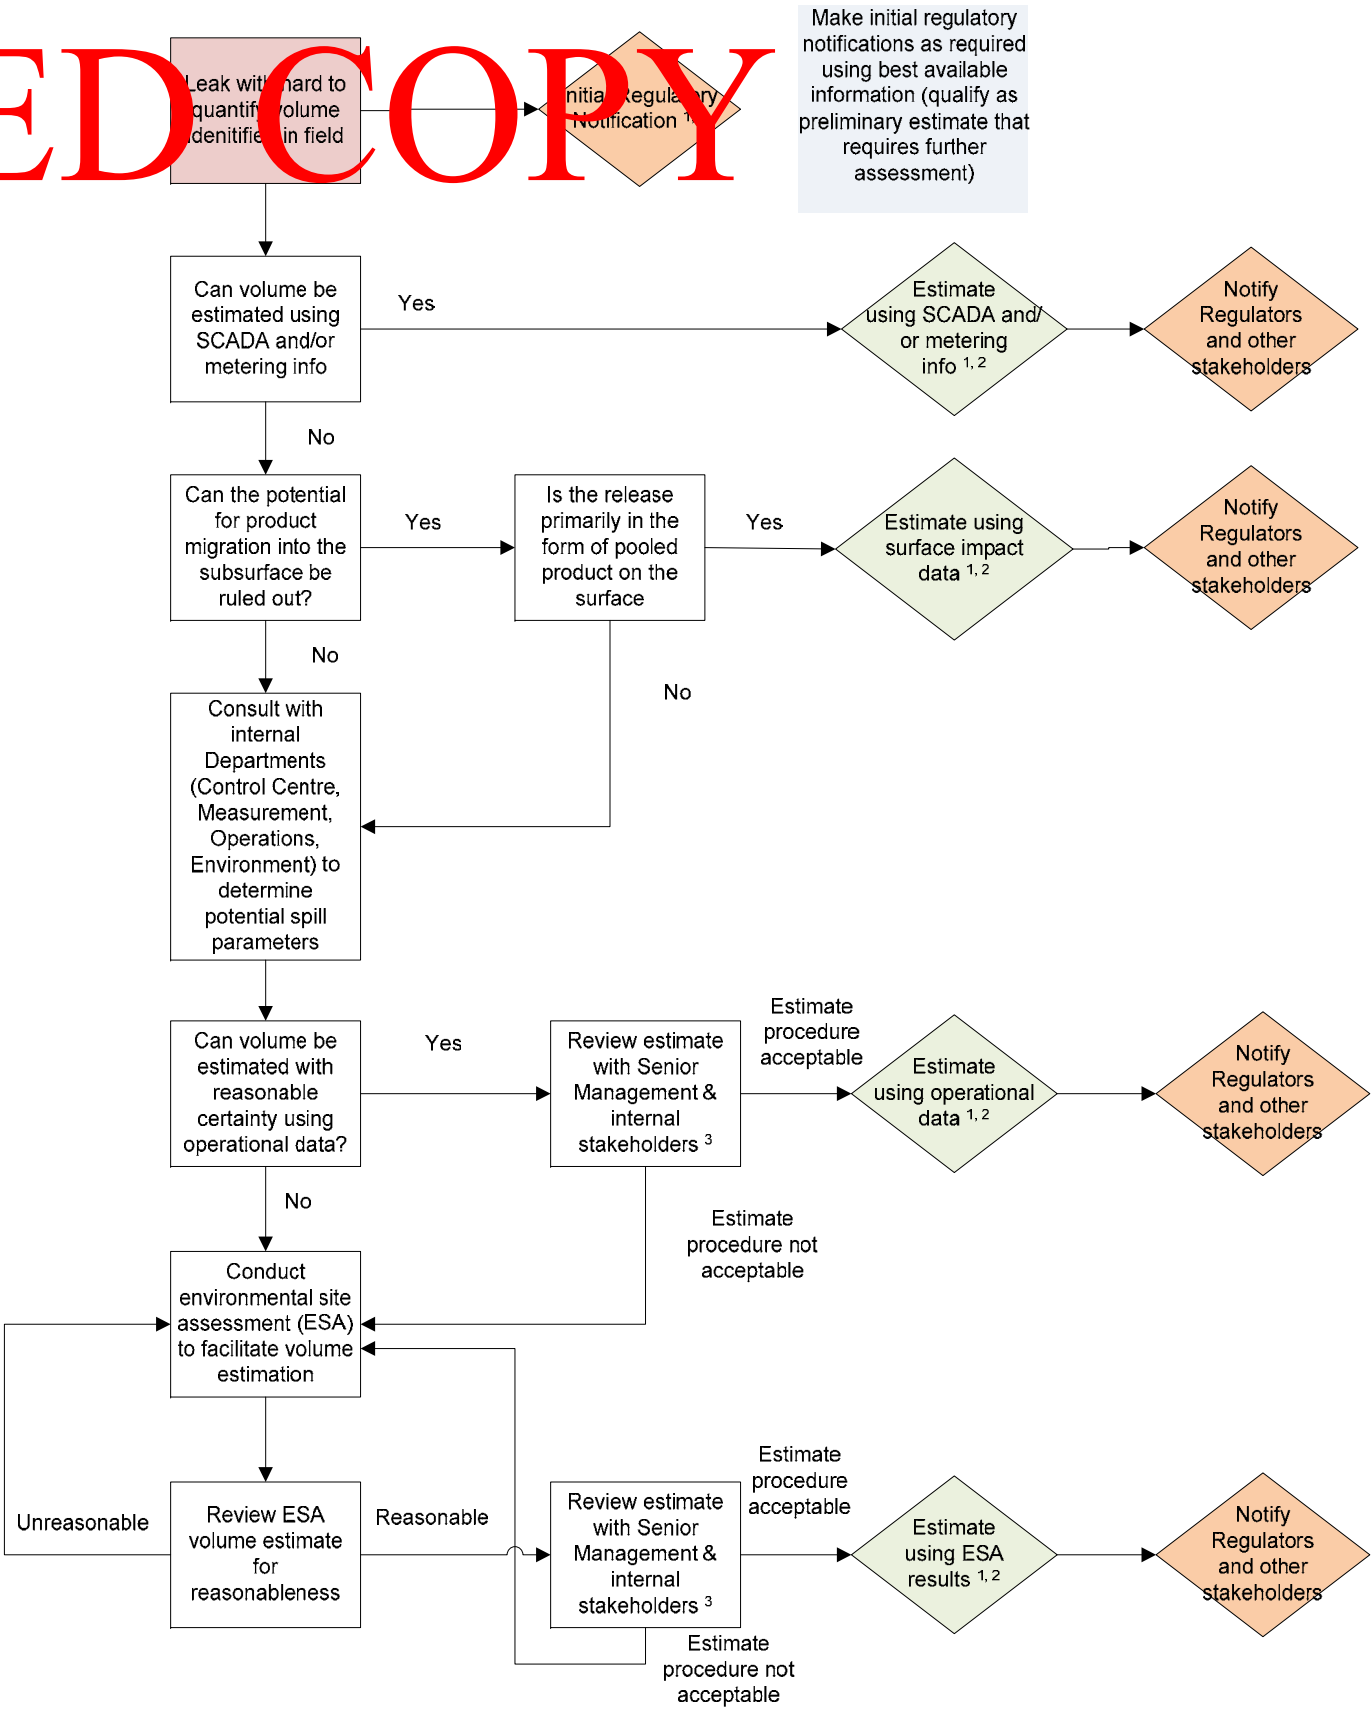 ED COPY
Leak with hard to
quantify volume
idenitified in field
Initial Regulatory
Notification 1,
Make initial regulatory
notifications as required
using best available
information (qualify as
preliminary estimate that
requires further
assessment)
Can volume be
estimated using
SCADA and/or
metering info
Yes
Estimate
using SCADA and/
or metering
info 1, 2
Notify
Regulators
and other
stakeholders
No
Can the potential
for product
migration into the
subsurface be
ruled out?
Yes
Is the release
primarily in the
form of pooled
product on the
surface
Yes
Estimate using
surface impact
data 1, 2
Notify
Regulators
and other
stakeholders
No
No
Consult with
internal
Departments
(Control Centre,
Measurement,
Operations,
Environment) to
determine
potential spill
parameters
Can volume be
estimated with
reasonable
certainty using
operational data?
Yes
Review estimate
with Senior
Management &
internal
stakeholders 3
Estimate
procedure
acceptable
Estimate
using operational
data 1, 2
Notify
Regulators
and other
stakeholders
No
Estimate
procedure not
acceptable
Conduct
environmental site
assessment (ESA)
to facilitate volume
estimation
Unreasonable
Review ESA
volume estimate
for
reasonableness
Reasonable
Review estimate
with Senior
Management &
internal
stakeholders 3
Estimate
procedure
acceptable
Estimate
using ESA
results 1, 2
Notify
Regulators
and other
stakeholders
Estimate
procedure not
acceptable